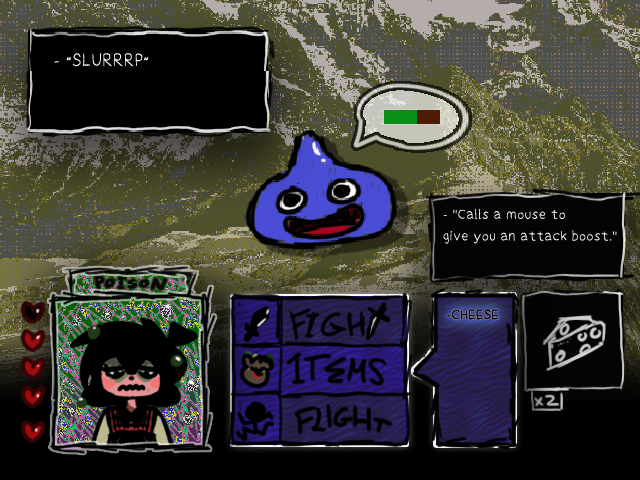 - "SLURRRP"
- "Calls a mouse to
give you an attack boost."
POISON
FIGHT
ITEMS
FLIGHT
-CHEESE
x2